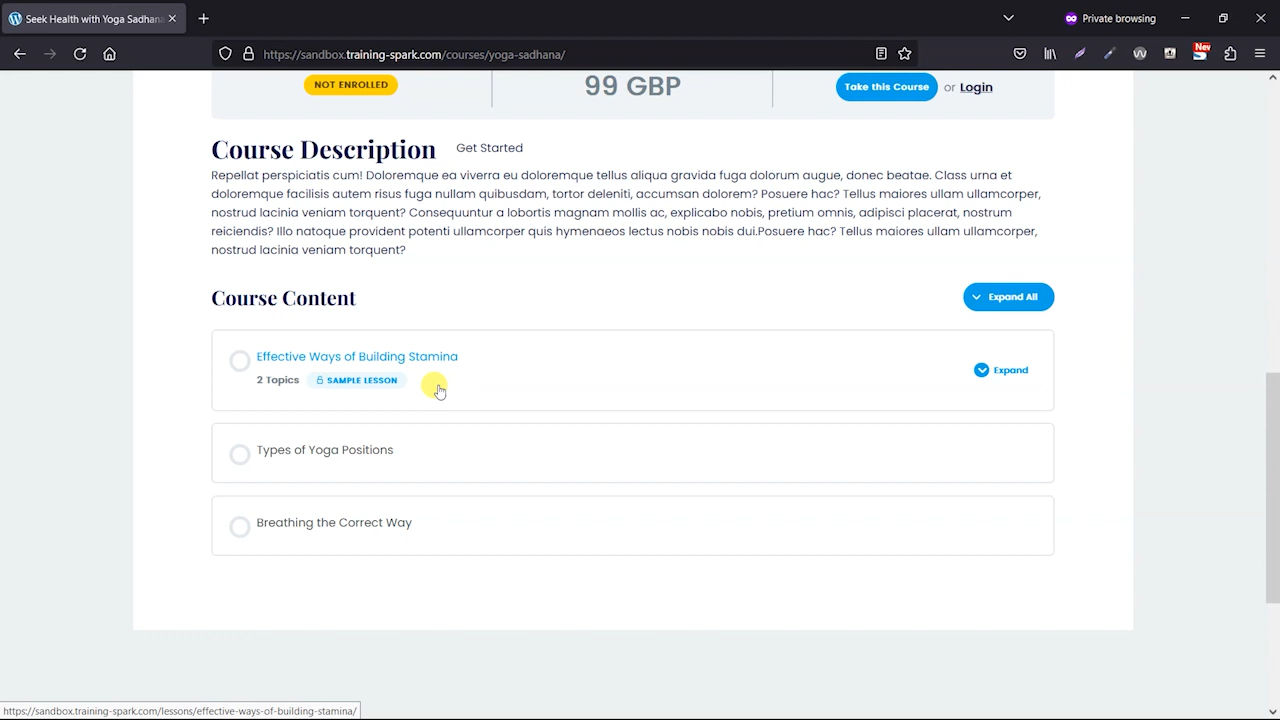 Seek Health with Yoga Sadhana
Private browsing
https://sandbox.training-spark.com/courses/yoga-sadhana/
New
NOT ENROLLED
99 GBP
Take this Course or Login
Course Description Get Started
Repellat perspiciatis cum! Doloremque ea viverra eu doloremque tellus aliqua gravida fuga dolorum augue, donec beatae. Class urna et
doloremque facilisis autem risus fuga nullam quibusdam, tortor deleniti, accumsan dolorem? Posuere hac? Tellus maiores ullam ullamcorper,
nostrud lacinia veniam torquent? Consequuntur a lobortis magnam mollis ac, explicabo nobis, pretium omnis, adipisci placerat, nostrum
reiciendis? Illo natoque provident potenti ullamcorper quis hymenaeos lectus nobis nobis dui.Posuere hac? Tellus maiores ullam ullamcorper,
nostrud lacinia veniam torquent?
Course Content
Expand All
Effective Ways of Building Stamina
2 Topics SAMPLE LESSON
Expand
Types of Yoga Positions
Breathing the Correct Way
https://sandbox.training-spark.com/lessons/effective-ways-of-building-stamina/